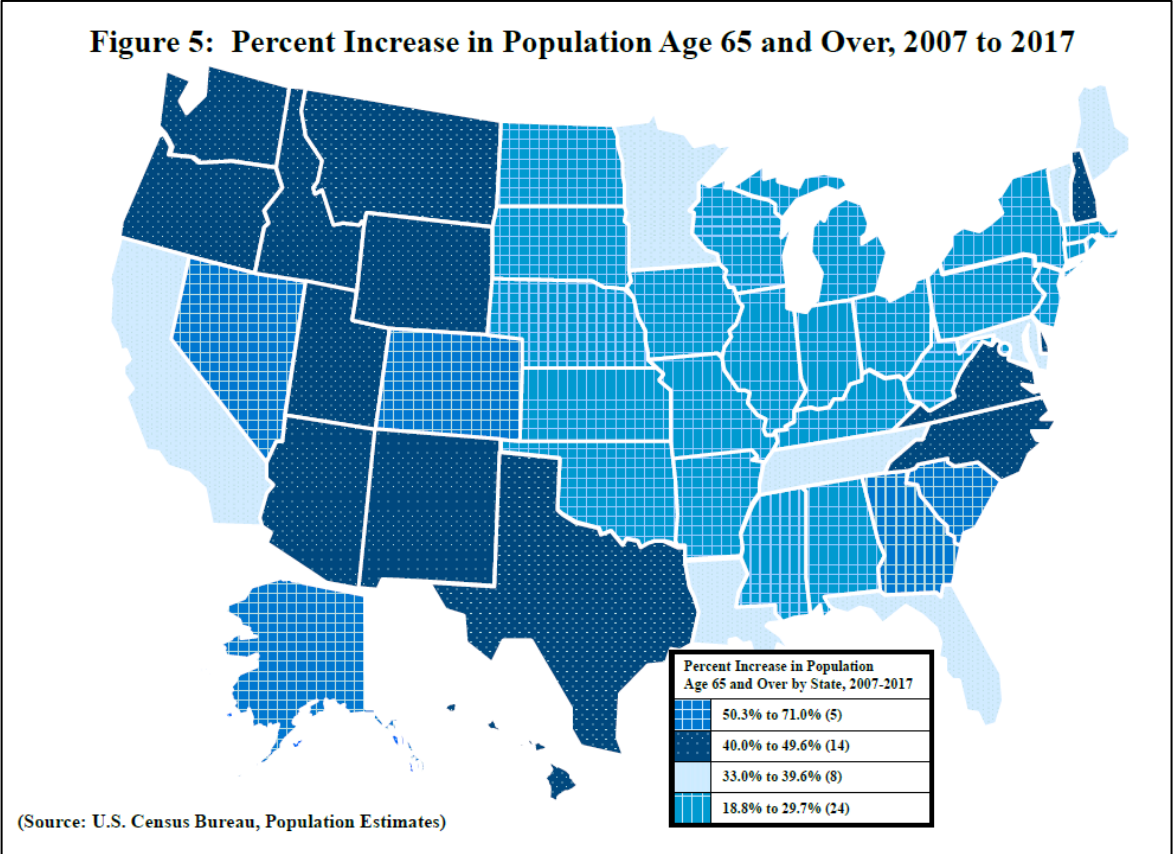 Figure 5: Percent Increase in Population Age 65 and Over, 2007 to 2017
Percent Increase in Population
Age 65 and Over by State, 2007-2017
50.3% to 71.0% (5)
40.0% to 49.6% (14)
33.0% to 39.6% (8)
18.8% to 29.7% (24)
(Source: U.S. Census Bureau, Population Estimates)